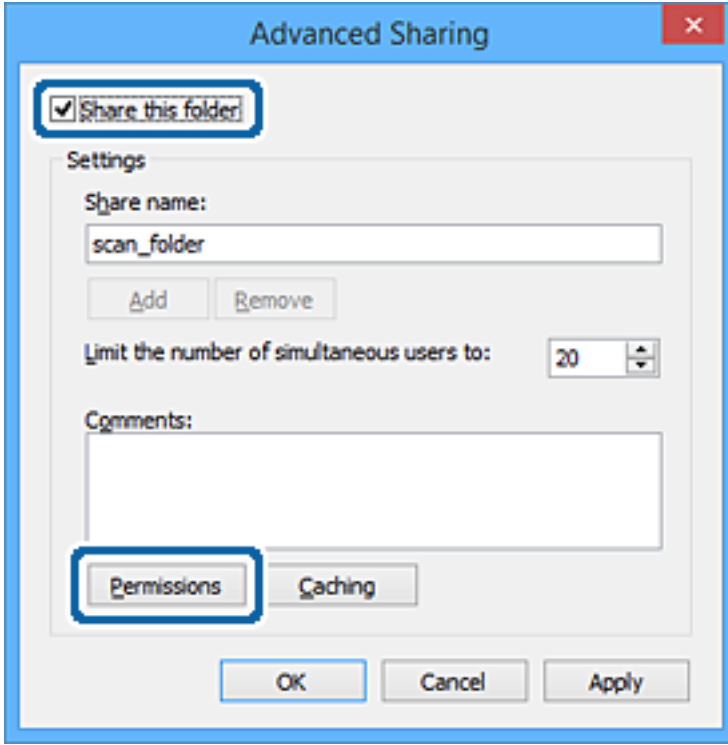 Advanced Sharing
Share this folder
Settings
Share name:
scan_folder
Add Remove
Limit the number of simultaneous users to: 20
Comments:
Permissions Caching
OK Cancel Apply